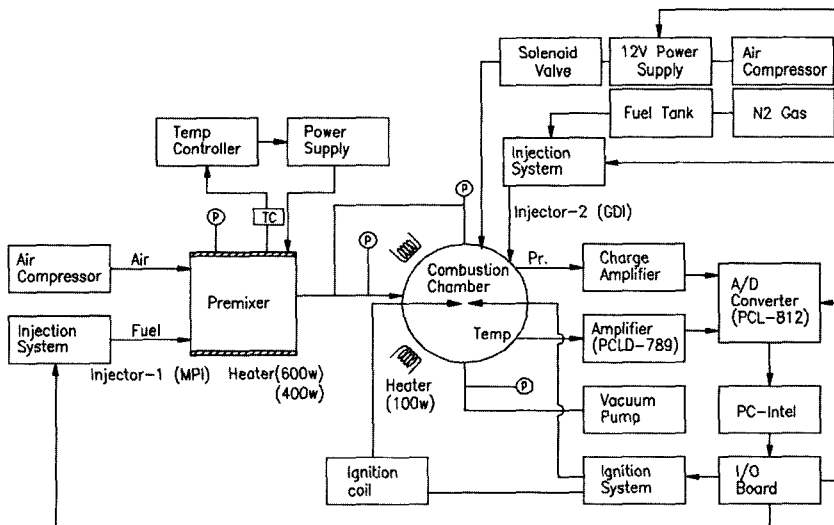 Solenoid
Valve
12V Power
Supply
Air
Compressor
Fuel Tank
N2 Gas
Temp
Controller
Power
Supply
Injection
System
TC
P
P
P
Injector-2 (GDI)
Air
Compressor
Air
Premixer
Combustion
Chamber
Pr.
Charge
Amplifier
A/D
Converter
(PCL-812)
Injection
System
Fuel
Temp
Amplifier
(PCLD-789)
Injector-1 (MPI)
Heater(600w)
(400w)
Heater
(100w)
P
Vacuum
Pump
PC-Intel
Ignition
coil
Ignition
System
I/O
Board